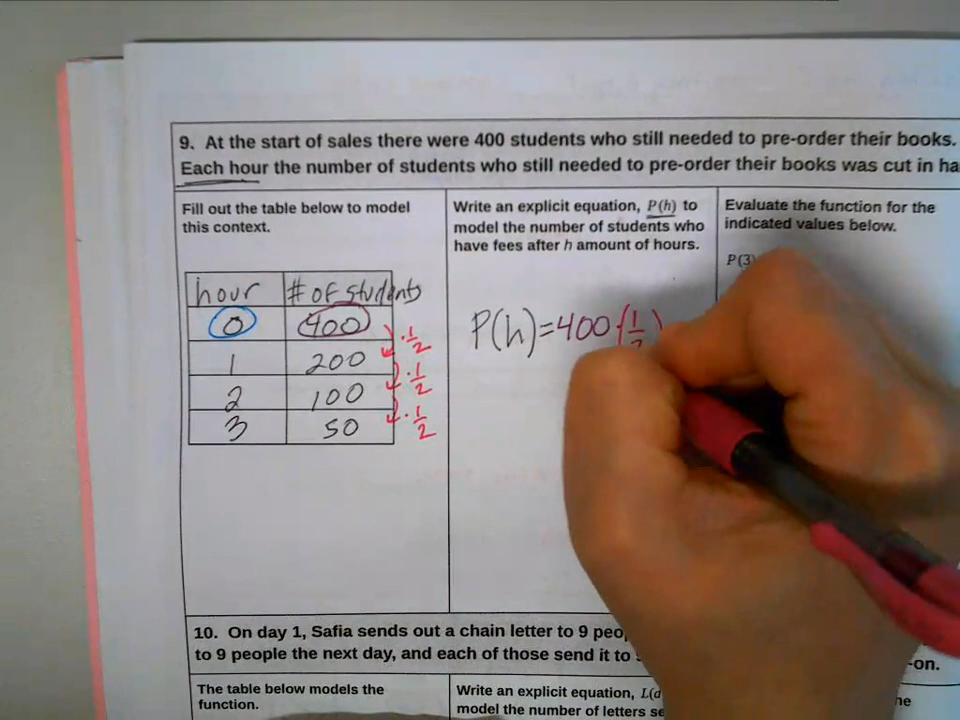 9. At the start of sales there were 400 students who still needed to pre-order their books.
Each hour the number of students who still needed to pre-order their books was cut in ha
Fill out the table below to model
this context.
hour # of students
0 400
1 200
2 100
3 50
· 1/2
· 1/2
· 1/2
Write an explicit equation, P(h) to
model the number of students who
have fees after h amount of hours.
P(h)=400(1/2)
Evaluate the function for the
indicated values below.
P(3)
10. On day 1, Safia sends out a chain letter to 9
to 9 people the next day, and each of those send it to
-on.
The table below models the
function.
Write an explicit equation,
model the number of letters